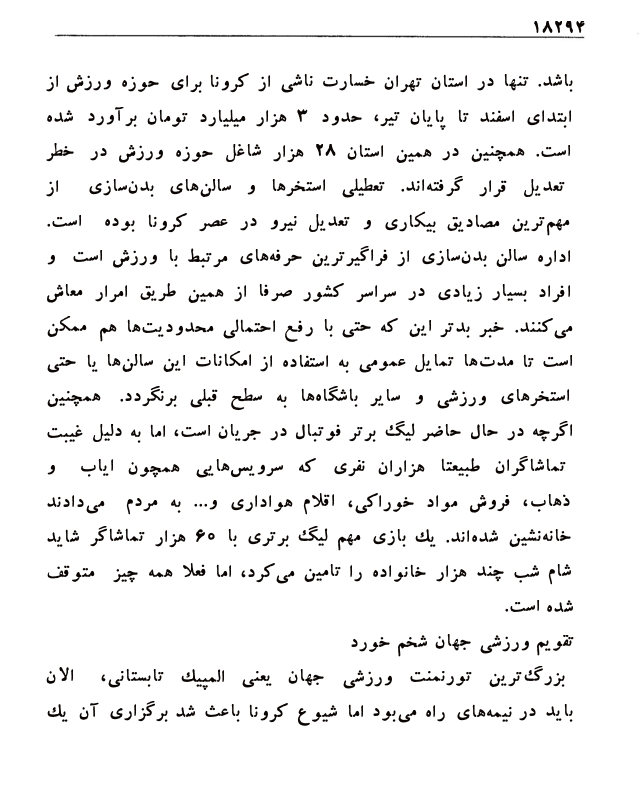 ۱۸۲۹۴
باشد. تنها در استان تهران خسارت ناشی از کرونا برای حوزه ورزش از
ابتدای اسفند تا پایان تیر، حدود ۳ هزار میلیارد تومان برآورد شده
است. همچنین در همین استان ۲۸ هزار شاغل حوزه ورزش در خطر
تعدیل قرار گرفته‌اند. تعطیلی استخرها و سالن‌های بدن‌سازی از
مهم‌ترین مصادیق بیکاری و تعدیل نیرو در عصر کرونا بوده است.
اداره سالن بدن‌سازی از فراگیرترین حرفه‌های مرتبط با ورزش است و
افراد بسیار زیادی در سراسر کشور صرفا از همین طریق امرار معاش
می‌کنند. خبر بدتر این که حتی با رفع احتمالی محدودیت‌ها هم ممکن
است تا مدت‌ها تمایل عمومی به استفاده از امکانات این سالن‌ها یا حتی
استخرهای ورزشی و سایر باشگاه‌ها به سطح قبلی برنگردد. همچنین
اگرچه در حال حاضر لیگ برتر فوتبال در جریان است، اما به دلیل غیبت
تماشاگران طبیعتا هزاران نفری که سرویس‌هایی همچون ایاب و
ذهاب، فروش مواد خوراکی، اقلام هواداری و... به مردم می‌دادند
خانه‌نشین شده‌اند. یك بازی مهم لیگ برتری با ۶۰ هزار تماشاگر شاید
شام شب چند هزار خانواده را تامین می‌کرد، اما فعلا همه چیز متوقف
شده است.
تقویم ورزشی جهان شخم خورد
بزرگ‌ترین تورنمنت ورزشی جهان یعنی المپیك تابستانی، الان
باید در نیمه‌های راه می‌بود اما شیوع کرونا باعث شد برگزاری آن یك